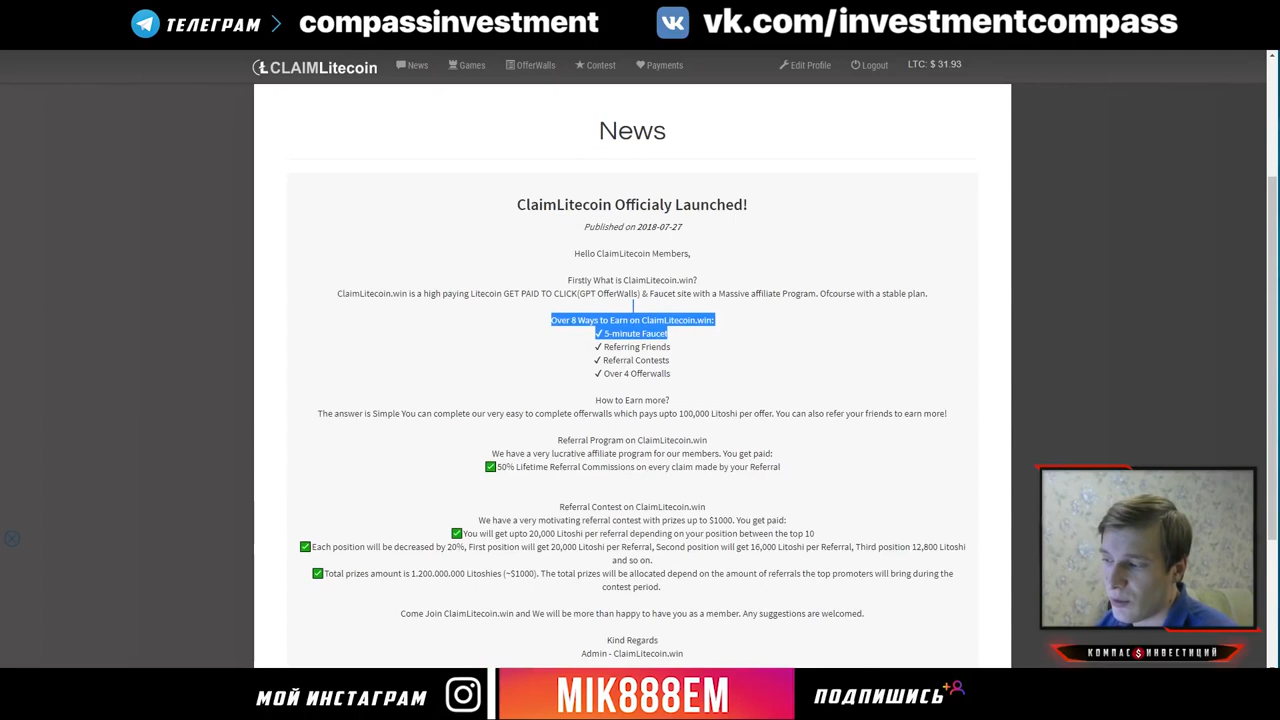 ТЕЛЕГРАМ > compassinvestment
vk.com/investmentcompass
CLAIMLitecoin News Games OfferWalls Contest Payments Edit Profile Logout LTC: $ 31.93
News
ClaimLitecoin Officialy Launched!
Published on 2018-07-27
Hello ClaimLitecoin Members,
Firstly What is ClaimLitecoin.win?
ClaimLitecoin.win is a high paying Litecoin GET PAID TO CLICK(GPT OfferWalls) & Faucet site with a Massive affiliate Program. Ofcourse with a stable plan.
Over 8 Ways to Earn on ClaimLitecoin.win:
✓ 5-minute Faucet
✓ Referring Friends
✓ Referral Contests
✓ Over 4 Offerwalls
How to Earn more?
The answer is Simple You can complete our very easy to complete offerwalls which pays upto 100,000 Litoshi per offer. You can also refer your friends to earn more!
Referral Program on ClaimLitecoin.win
We have a very lucrative affiliate program for our members. You get paid:
✅50% Lifetime Referral Commissions on every claim made by your Referral
Referral Contest on ClaimLitecoin.win
We have a very motivating referral contest with prizes up to $1000. You get paid:
✅You will get upto 20,000 Litoshi per referral depending on your position between the top 10
✅Each position will be decreased by 20%, First position will get 20,000 Litoshi per Referral, Second position will get 16,000 Litoshi per Referral, Third position 12,800 Litoshi
and so on.
✅Total prizes amount is 1.200.000.000 Litoshies (~$1000). The total prizes will be allocated depend on the amount of referrals the top promoters will bring during the
contest period.
Come Join ClaimLitecoin.win and We will be more than happy to have you as a member. Any suggestions are welcomed.
Kind Regards
Admin - ClaimLitecoin.win
КОМПАС $ ИНВЕСТИЦИЙ
МОЙ ИНСТАГРАМ
MIK888EM
ПОДПИШИСЬ